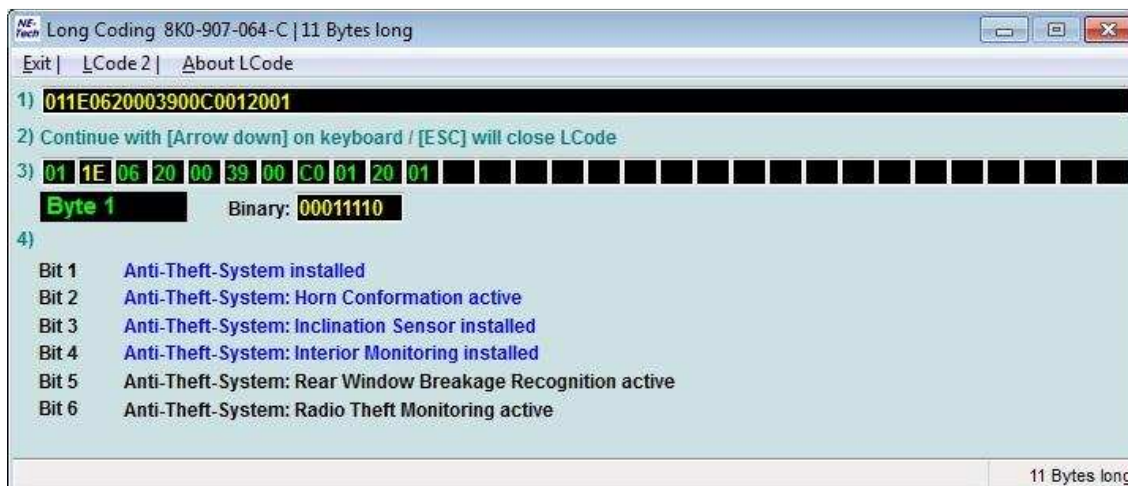 NE-Tech Long Coding 8K0-907-064-C | 11 Bytes long
Exit | LCode 2 | About LCode
1) 011E0620003900C0012001
2) Continue with [Arrow down] on keyboard / [ESC] will close LCode
3) 01 1E 06 20 00 39 00 C0 01 20 01
Byte 1 Binary: 00011110
4)
Bit 1 Anti-Theft-System installed
Bit 2 Anti-Theft-System: Horn Conformation active
Bit 3 Anti-Theft-System: Inclination Sensor installed
Bit 4 Anti-Theft-System: Interior Monitoring installed
Bit 5 Anti-Theft-System: Rear Window Breakage Recognition active
Bit 6 Anti-Theft-System: Radio Theft Monitoring active
11 Bytes long